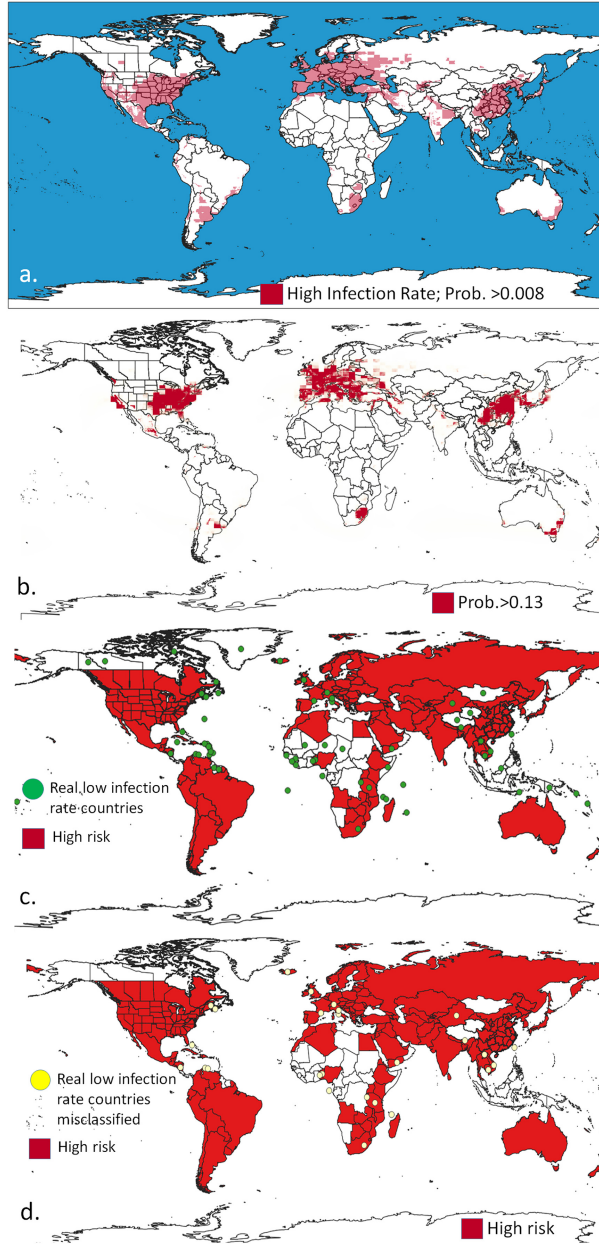 a.
High Infection Rate; Prob. >0.008
b.
Prob.>0.13
Real low infection
rate countries
High risk
c.
Real low infection
rate countries
misclassified
High risk
d.
High risk